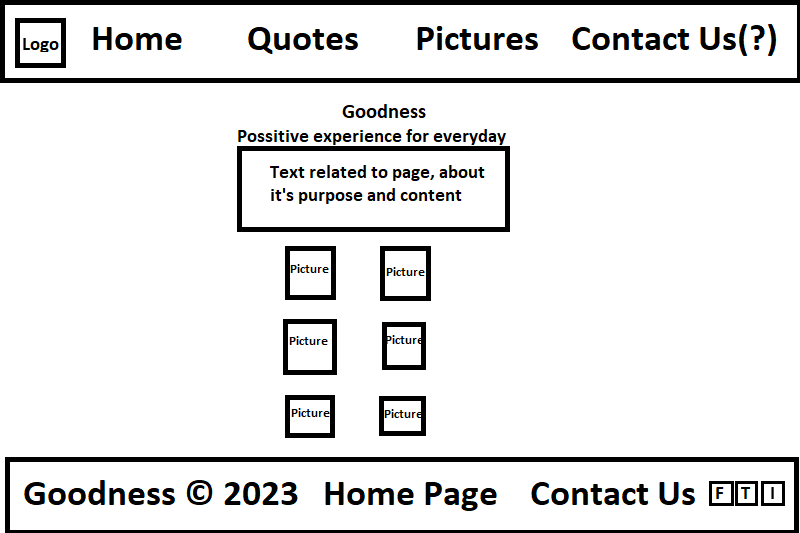 Logo Home Quotes Pictures Contact Us(?)
Goodness
Possitive experience for everyday
Text related to page, about
it's purpose and content
Picture Picture
Picture Picture
Picture Picture
Goodness © 2023 Home Page Contact Us F T I